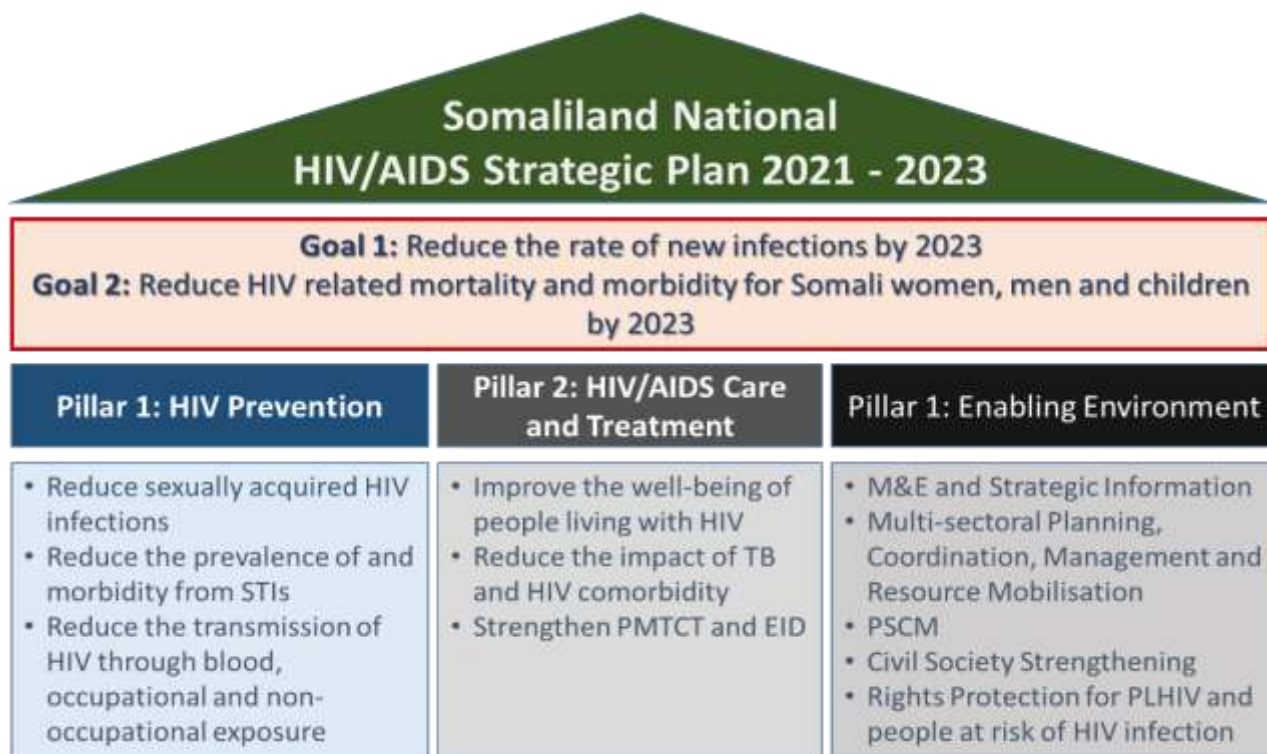 Somaliland National
HIV/AIDS Strategic Plan 2021 - 2023
Goal 1: Reduce the rate of new infections by 2023
Goal 2: Reduce HIV related mortality and morbidity for Somali women, men and children
by 2023
Pillar 1: HIV Prevention
• Reduce sexually acquired HIV
infections
• Reduce the prevalence of and
morbidity from STIs
• Reduce the transmission of
HIV through blood,
occupational and non-
occupational exposure
Pillar 2: HIV/AIDS Care
and Treatment
• Improve the well-being of
people living with HIV
• Reduce the impact of TB
and HIV comorbidity
• Strengthen PMTCT and EID
Pillar 1: Enabling Environment
• M&E and Strategic Information
• Multi-sectoral Planning,
Coordination, Management and
Resource Mobilisation
• PSCM
• Civil Society Strengthening
• Rights Protection for PLHIV and
people at risk of HIV infection